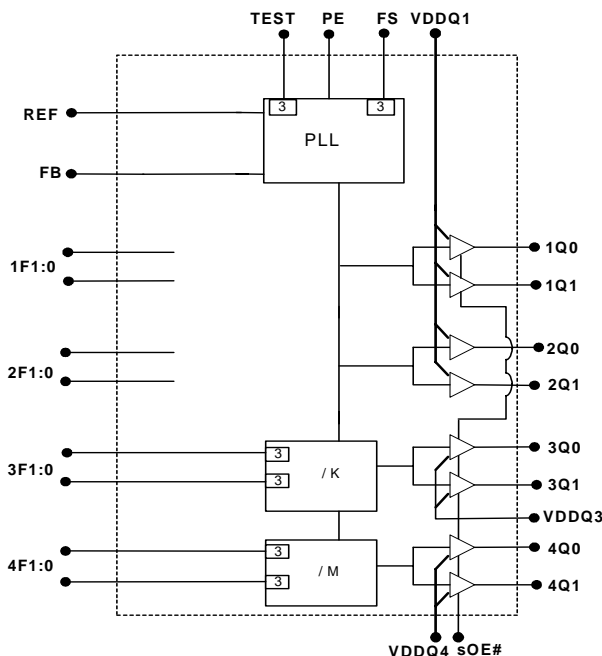 TEST PE FS VDDQ1
3 3
REF
PLL
FB
1Q0
1F1:0
1Q1
2Q0
2F1:0
2Q1
3Q0
3
3F1:0
/ K
3
3Q1
VDDQ3
4Q0
3
4F1:0
/ M
3
4Q1
VDDQ4 sOE#